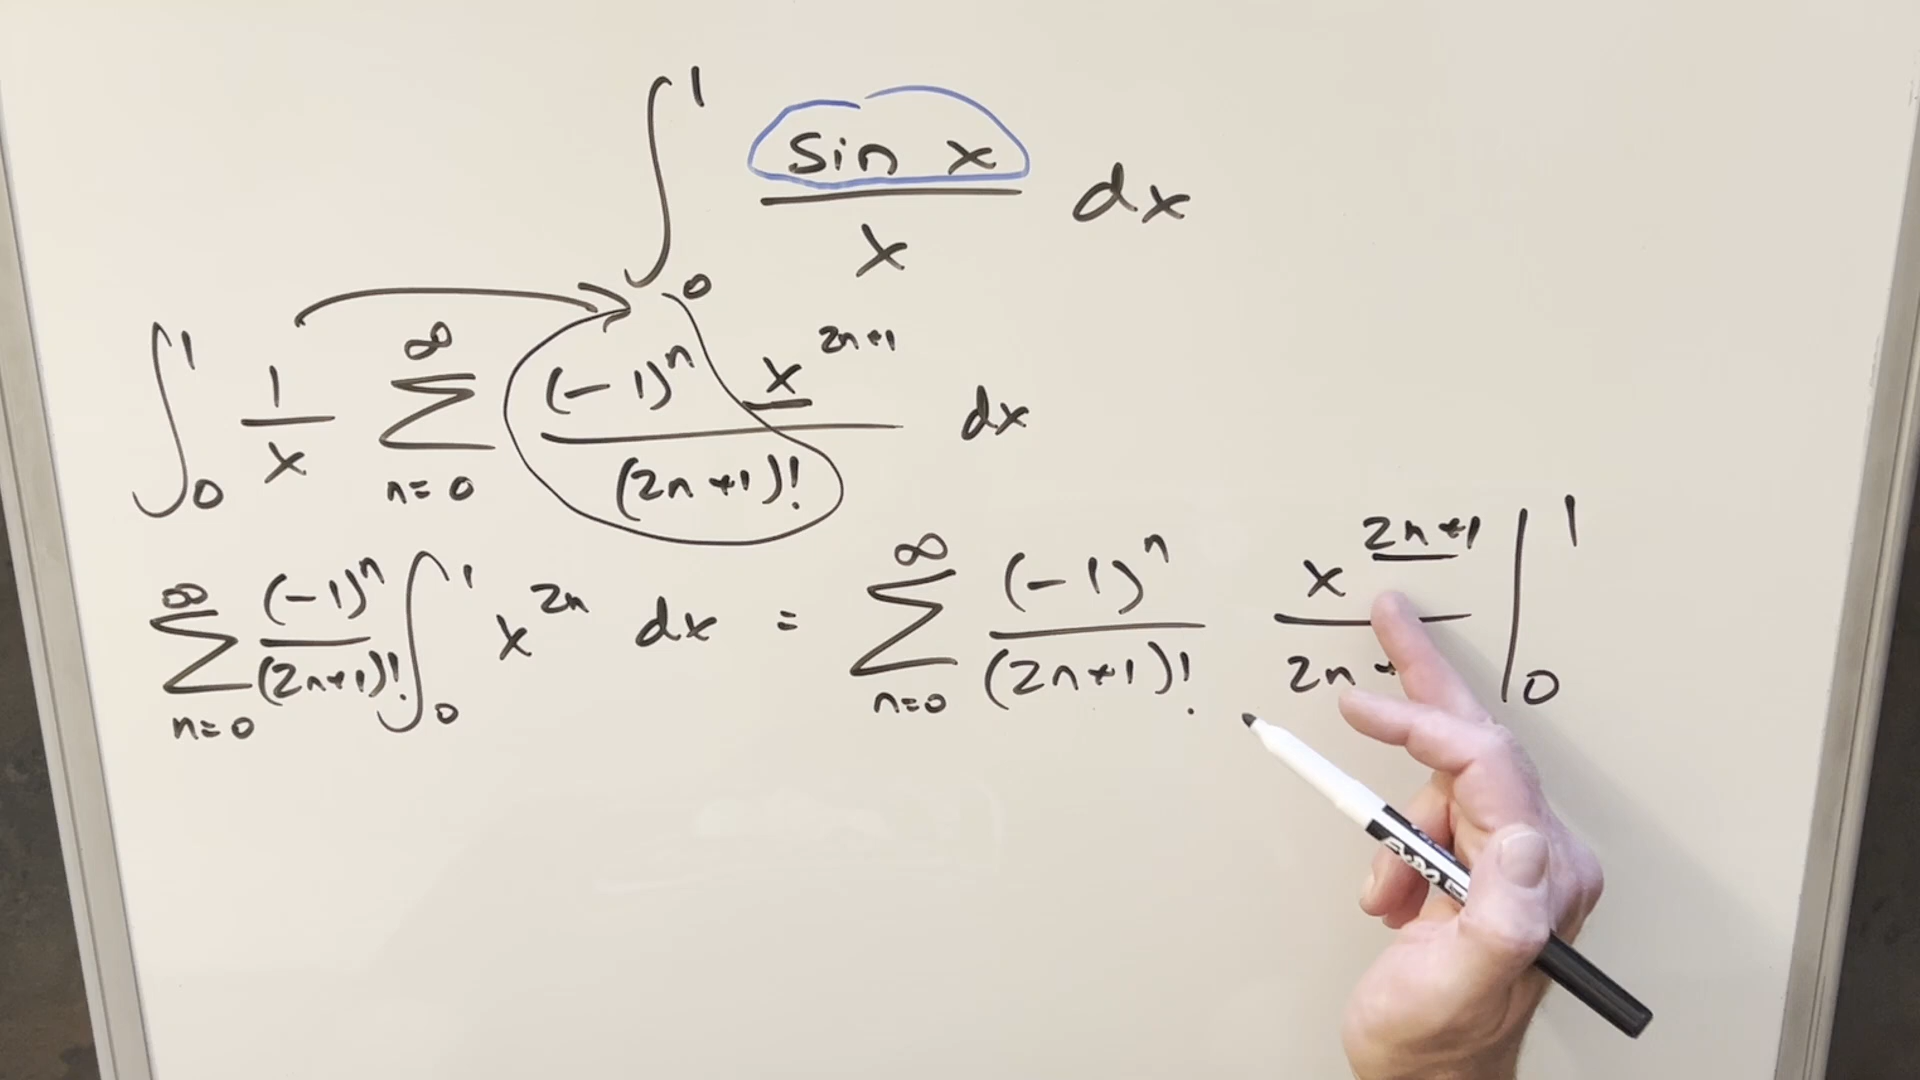 ∫₀¹ sin x / x dx
∫₀¹ 1/x ∑_{n=0}^{∞} (-1)ⁿ x^{2n+1} / (2n+1)! dx
∑_{n=0}^{∞} (-1)ⁿ / (2n+1)! ∫₀¹ x^{2n} dx = ∑_{n=0}^{∞} (-1)ⁿ / (2n+1)! x^{2n+1} / 2n+ |₀¹
EXPO